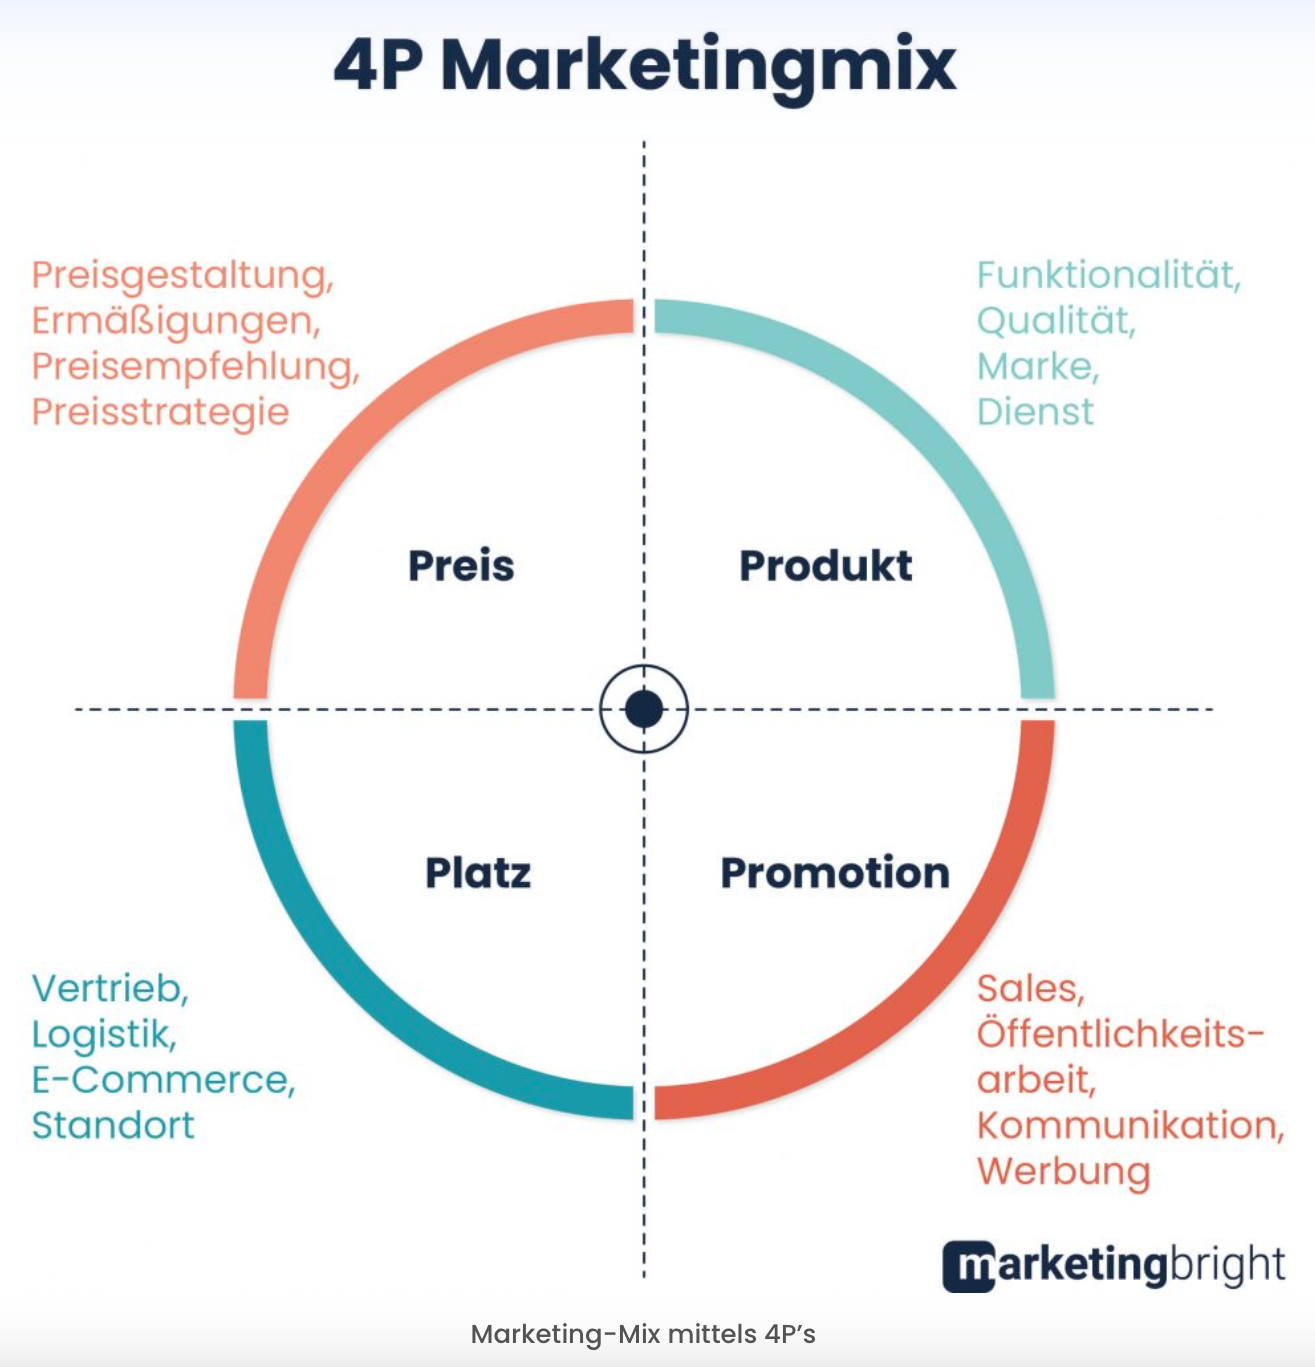 4P Marketingmix
Preisgestaltung,
Ermäßigungen,
Preisempfehlung,
Preisstrategie
Funktionalität,
Qualität,
Marke,
Dienst
Preis
Produkt
Platz
Promotion
Vertrieb,
Logistik,
E-Commerce,
Standort
Sales,
Öffentlichkeits-
arbeit,
Kommunikation,
Werbung
marketingbright
Marketing-Mix mittels 4P’s